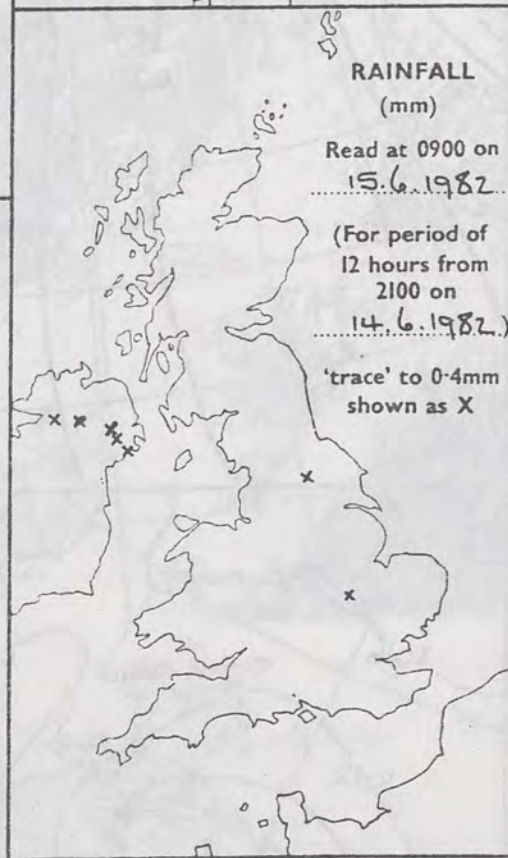 RAINFALL
(mm)
Read at 0900 on
15.6.1982
(For period of
12 hours from
2100 on
14.6.1982)
'trace' to 0·4mm
shown as X